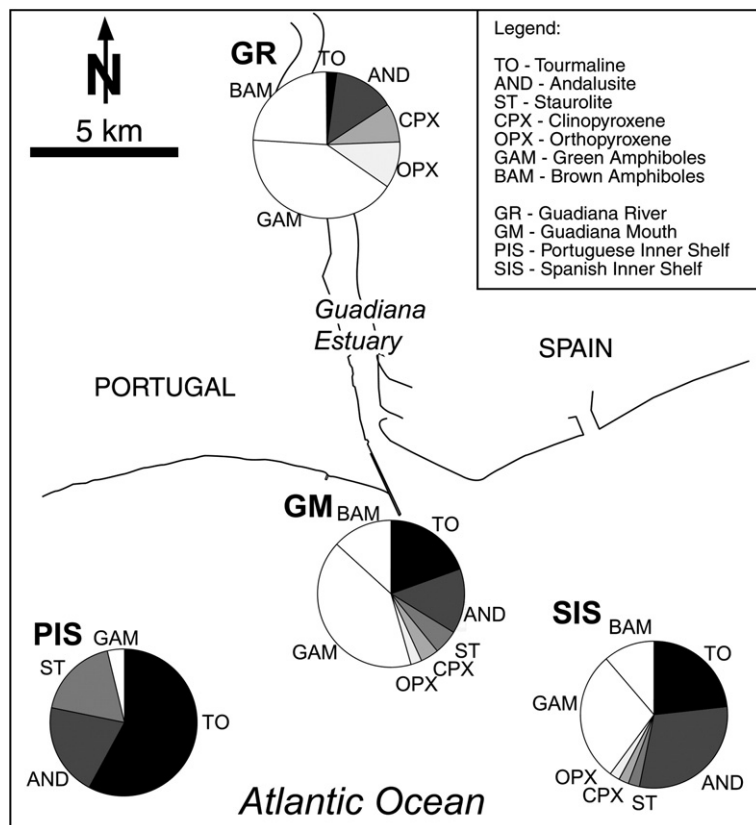 N
5 km
GR
TO
AND
BAM
CPX
OPX
GAM
Legend:
TO - Tourmaline
AND - Andalusite
ST - Staurolite
CPX - Clinopyroxene
OPX - Orthopyroxene
GAM - Green Amphiboles
BAM - Brown Amphiboles
GR - Guadiana River
GM - Guadiana Mouth
PIS - Portuguese Inner Shelf
SIS - Spanish Inner Shelf
Guadiana
Estuary
PORTUGAL
SPAIN
GM
BAM
TO
AND
GAM
ST
CPX
OPX
PIS
GAM
ST
TO
AND
SIS
BAM
TO
GAM
OPX
CPX
ST
AND
Atlantic Ocean